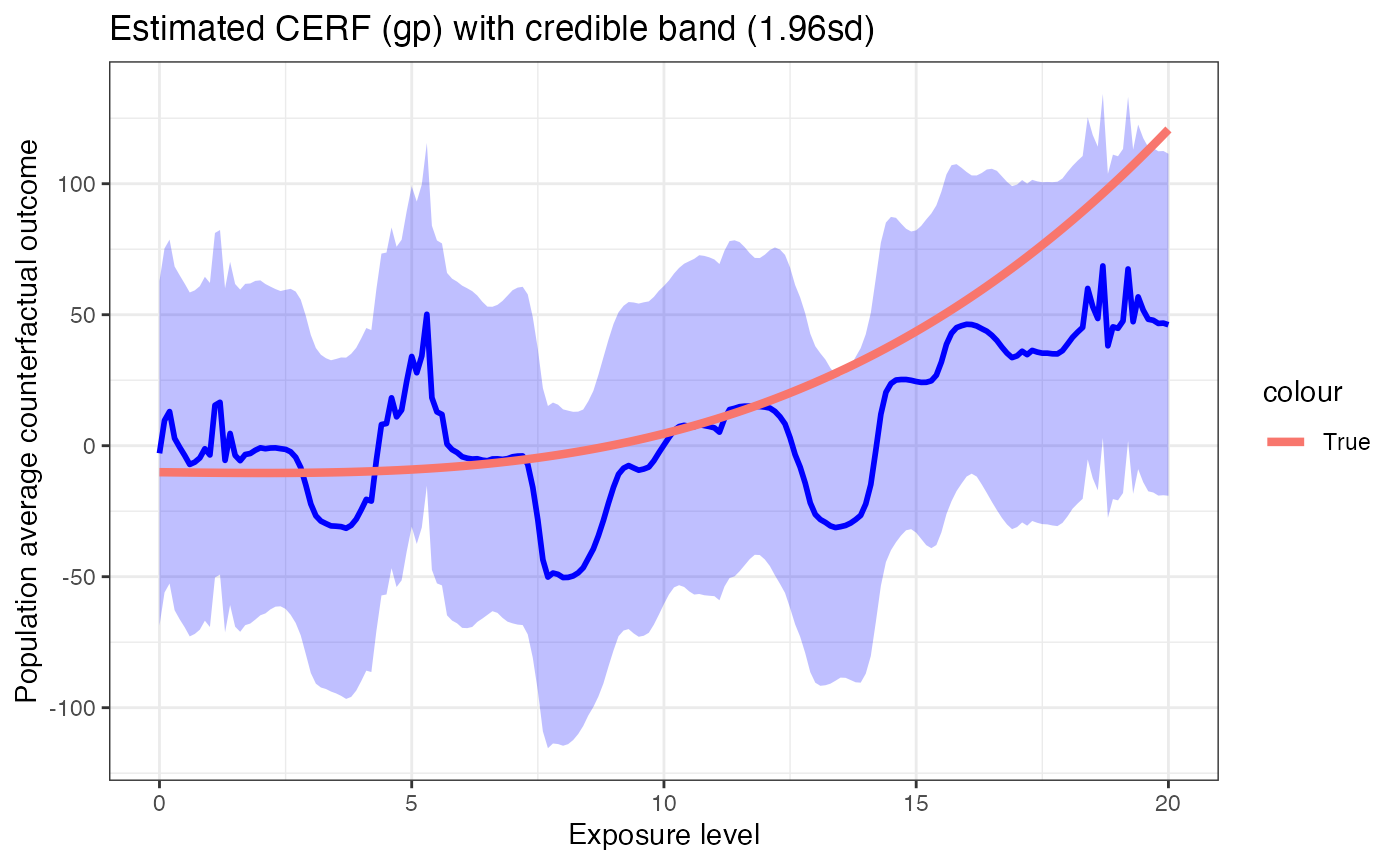 Estimated CERF (gp) with credible band (1.96sd)
Population average counterfactual outcome
100
50
0
-50
-100
0 5 10 15 20
Exposure level
colour
True